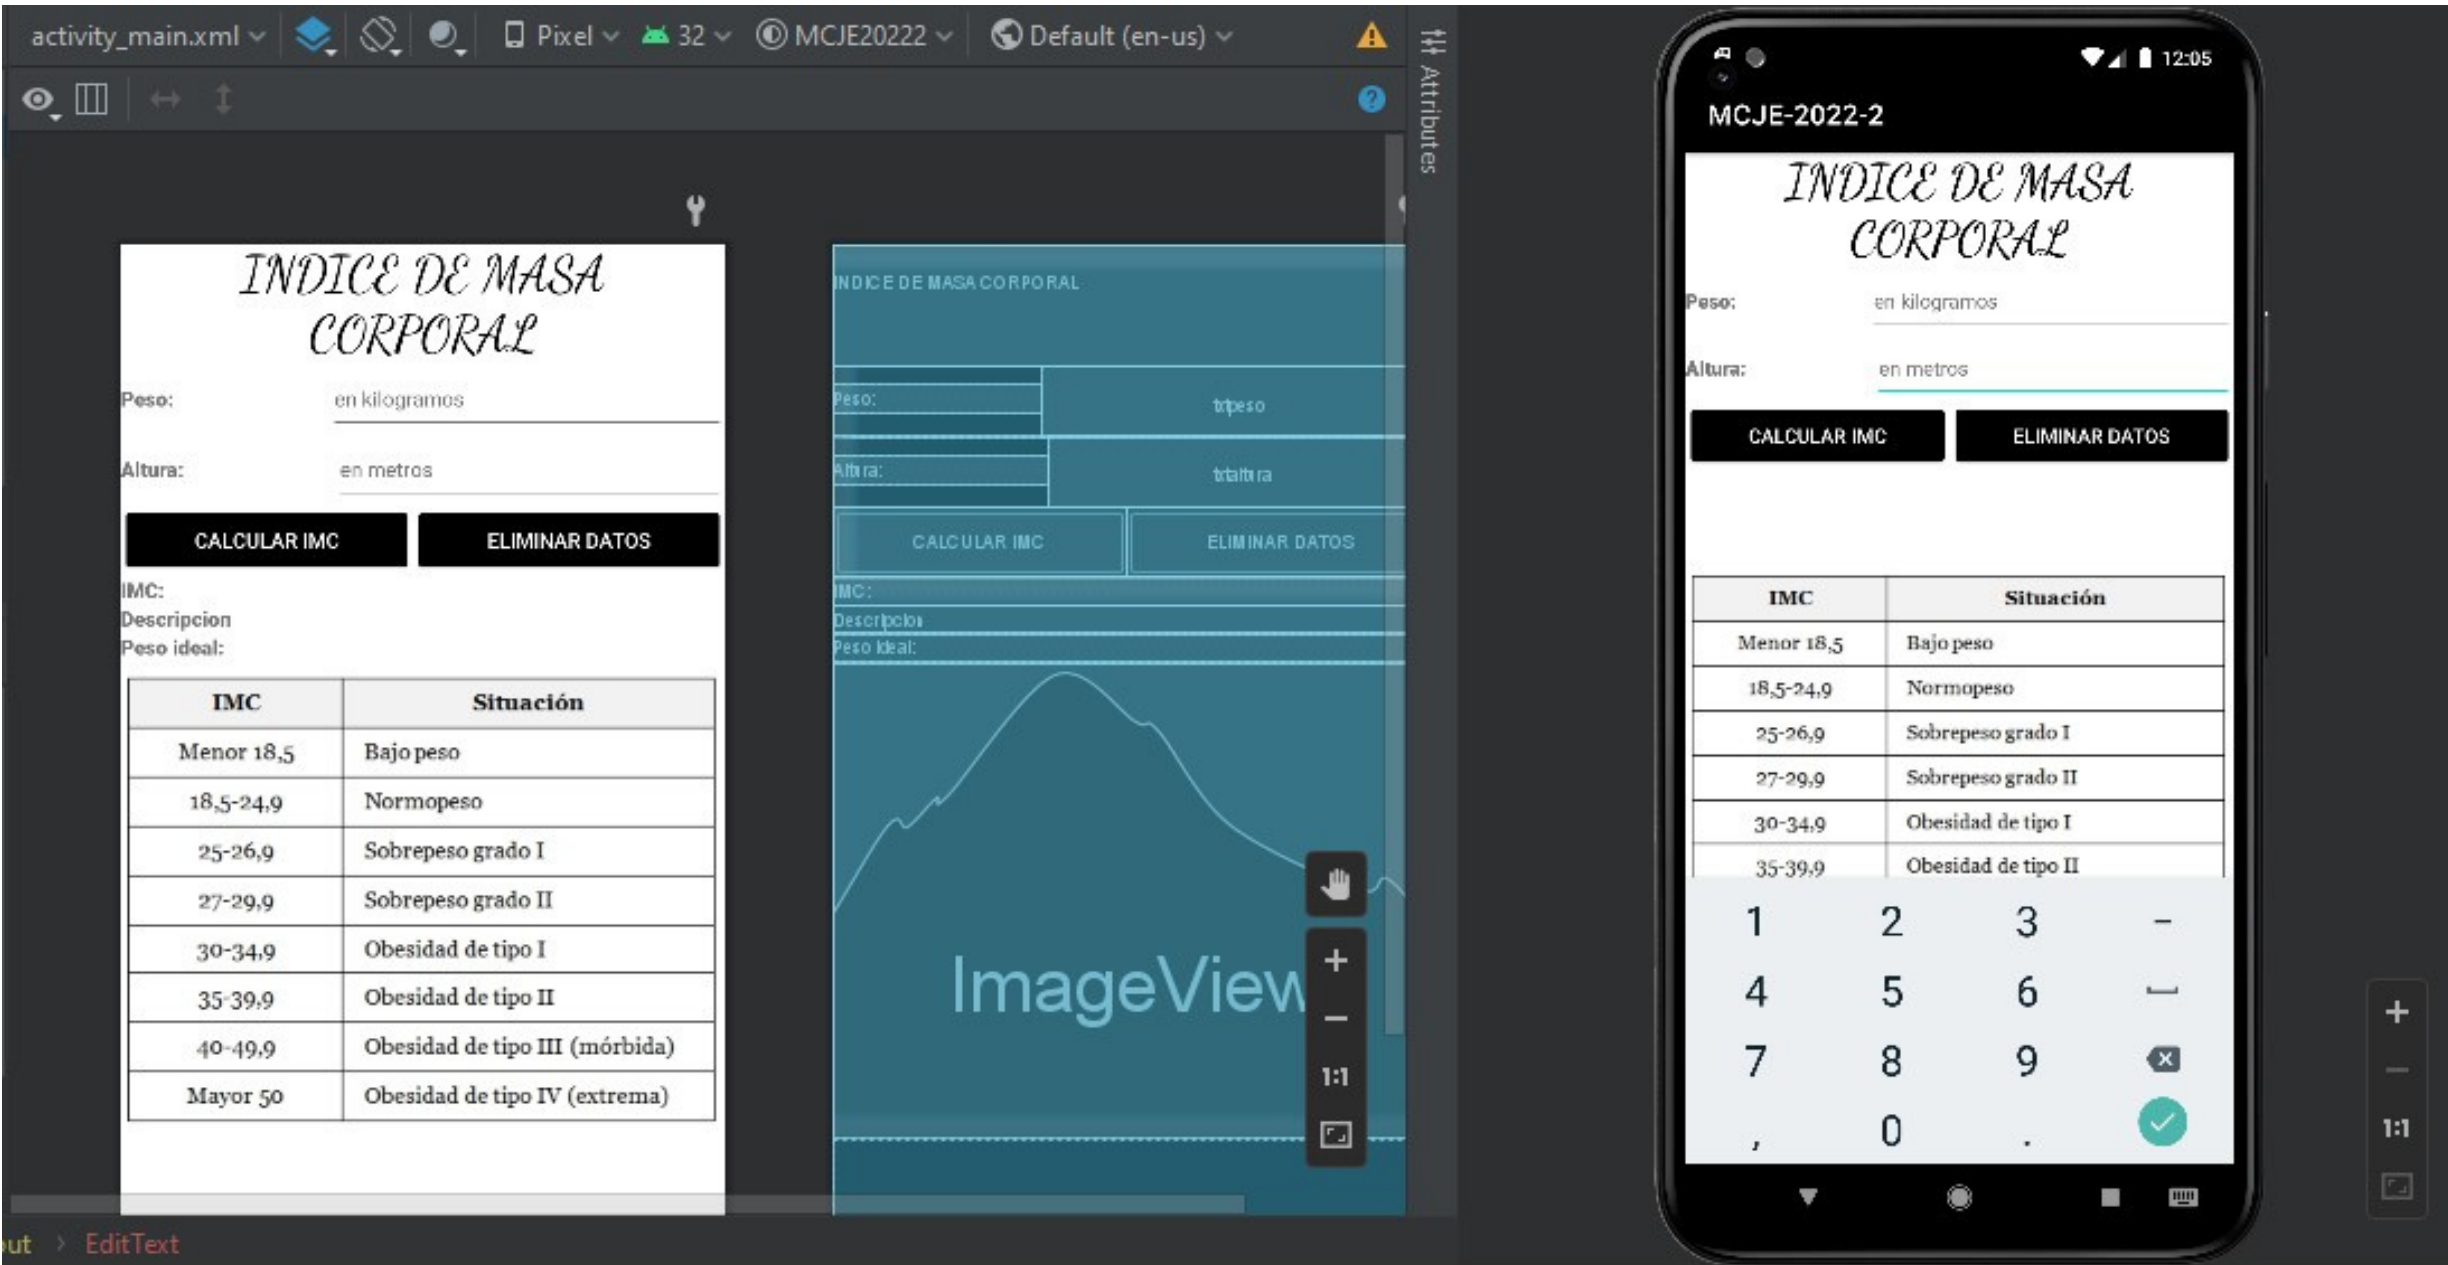 activity_main.xml Pixel 32 MCJE20222 Default (en-us)
Attributes
INDICE DE MASA
CORPORAL
Peso: en kilogramos
Altura: en metros
CALCULAR IMC ELIMINAR DATOS
IMC:
Descripcion
Peso ideal:
IMC Situación
Menor 18,5 Bajo peso
18,5-24,9 Normopeso
25-26,9 Sobrepeso grado I
27-29,9 Sobrepeso grado II
30-34,9 Obesidad de tipo I
35-39,9 Obesidad de tipo II
40-49,9 Obesidad de tipo III (mórbida)
Mayor 50 Obesidad de tipo IV (extrema)
INDICE DE MASA CORPORAL
Peso: txtpeso
Altura: txtaltura
CALCULAR IMC ELIMINAR DATOS
IMC:
Descripcion
Peso ideal:
ImageView
1:1
out > EditText
12:05
MCJE-2022-2
INDICE DE MASA
CORPORAL
Peso: en kilogramos
Altura: en metros
CALCULAR IMC ELIMINAR DATOS
IMC Situación
Menor 18,5 Bajo peso
18,5-24,9 Normopeso
25-26,9 Sobrepeso grado I
27-29,9 Sobrepeso grado II
30-34,9 Obesidad de tipo I
35-39,9 Obesidad de tipo II
1 2 3 -
4 5 6
7 8 9
, 0 .
1:1